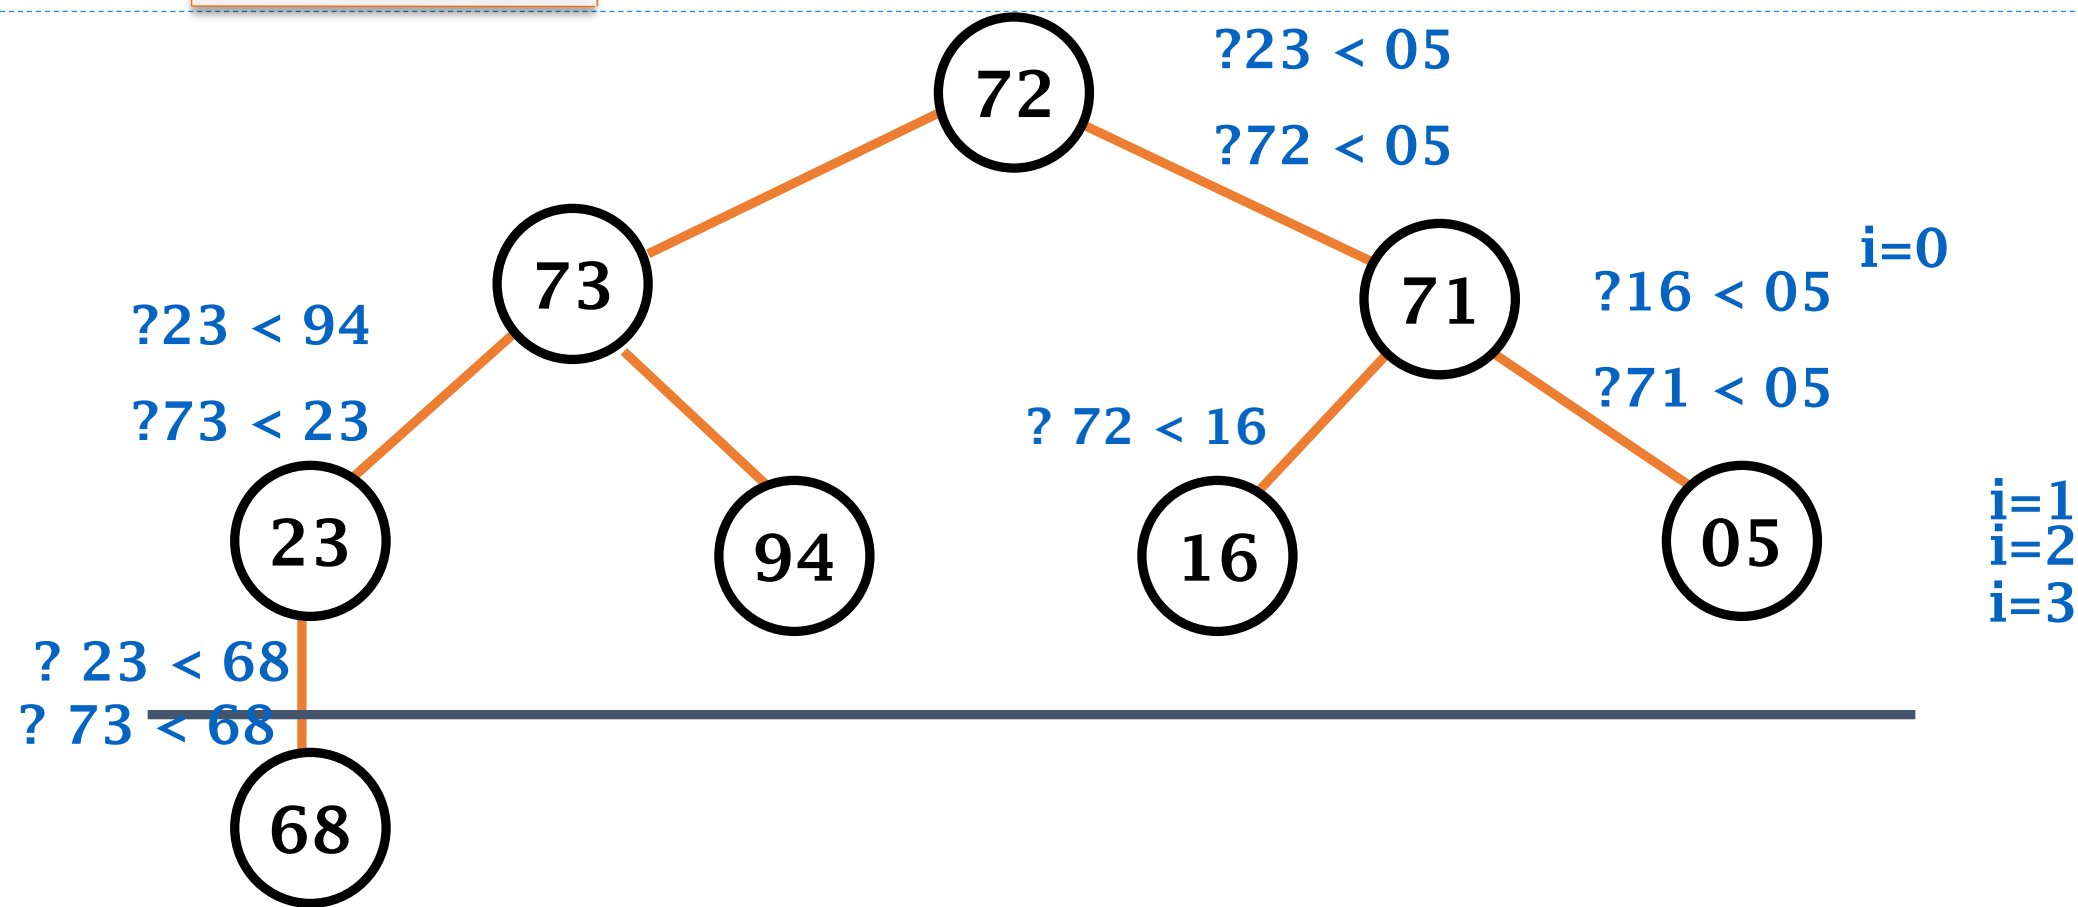 72
?23 < 05
?72 < 05
73
71
i=0
?23 < 94
?16 < 05
?73 < 23
?71 < 05
? 72 < 16
23
94
16
05
i=1
i=2
i=3
? 23 < 68
? 73 < 68
68